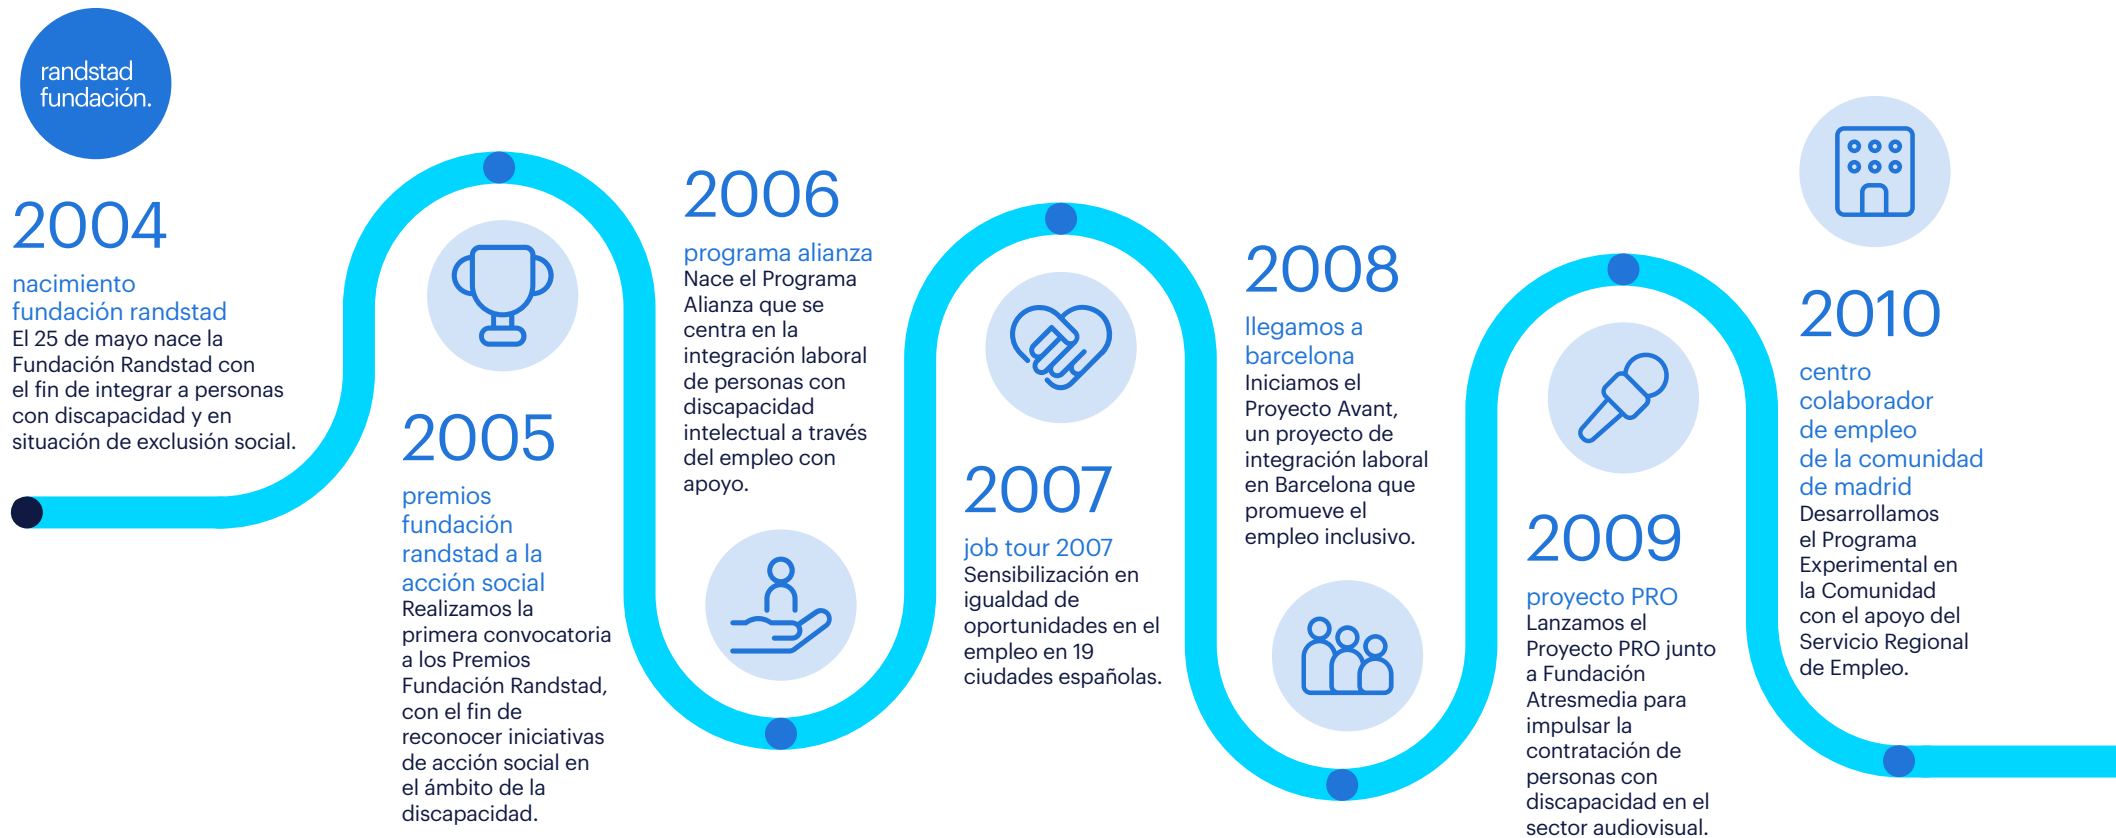 randstad
fundación.
2004
nacimiento
fundación randstad
El 25 de mayo nace la
Fundación Randstad con
el fin de integrar a personas
con discapacidad y en
situación de exclusión social.
2005
premios
fundación
randstad a la
acción social
Realizamos la
primera convocatoria
a los Premios
Fundación Randstad,
con el fin de
reconocer iniciativas
de acción social en
el ámbito de la
discapacidad.
2006
programa alianza
Nace el Programa
Alianza que se
centra en la
integración laboral
de personas con
discapacidad
intelectual a través
del empleo con
apoyo.
2007
job tour 2007
Sensibilización en
igualdad de
oportunidades en el
empleo en 19
ciudades españolas.
2008
llegamos a
barcelona
Iniciamos el
Proyecto Avant,
un proyecto de
integración laboral
en Barcelona que
promueve el
empleo inclusivo.
2009
proyecto PRO
Lanzamos el
Proyecto PRO junto
a Fundación
Atresmedia para
impulsar la
contratación de
personas con
discapacidad en el
sector audiovisual.
2010
centro
colaborador
de empleo
de la comunidad
de madrid
Desarrollamos
el Programa
Experimental en
la Comunidad
con el apoyo del
Servicio Regional
de Empleo.